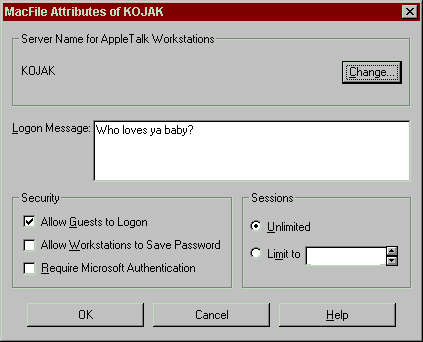 MacFile Attributes of KOJAK
Server Name for AppleTalk Workstations
KOJAK
Change...
Logon Message:
Who loves ya baby?
Security
Allow Guests to Logon
Allow Workstations to Save Password
Require Microsoft Authentication
Sessions
Unlimited
Limit to
OK
Cancel
Help